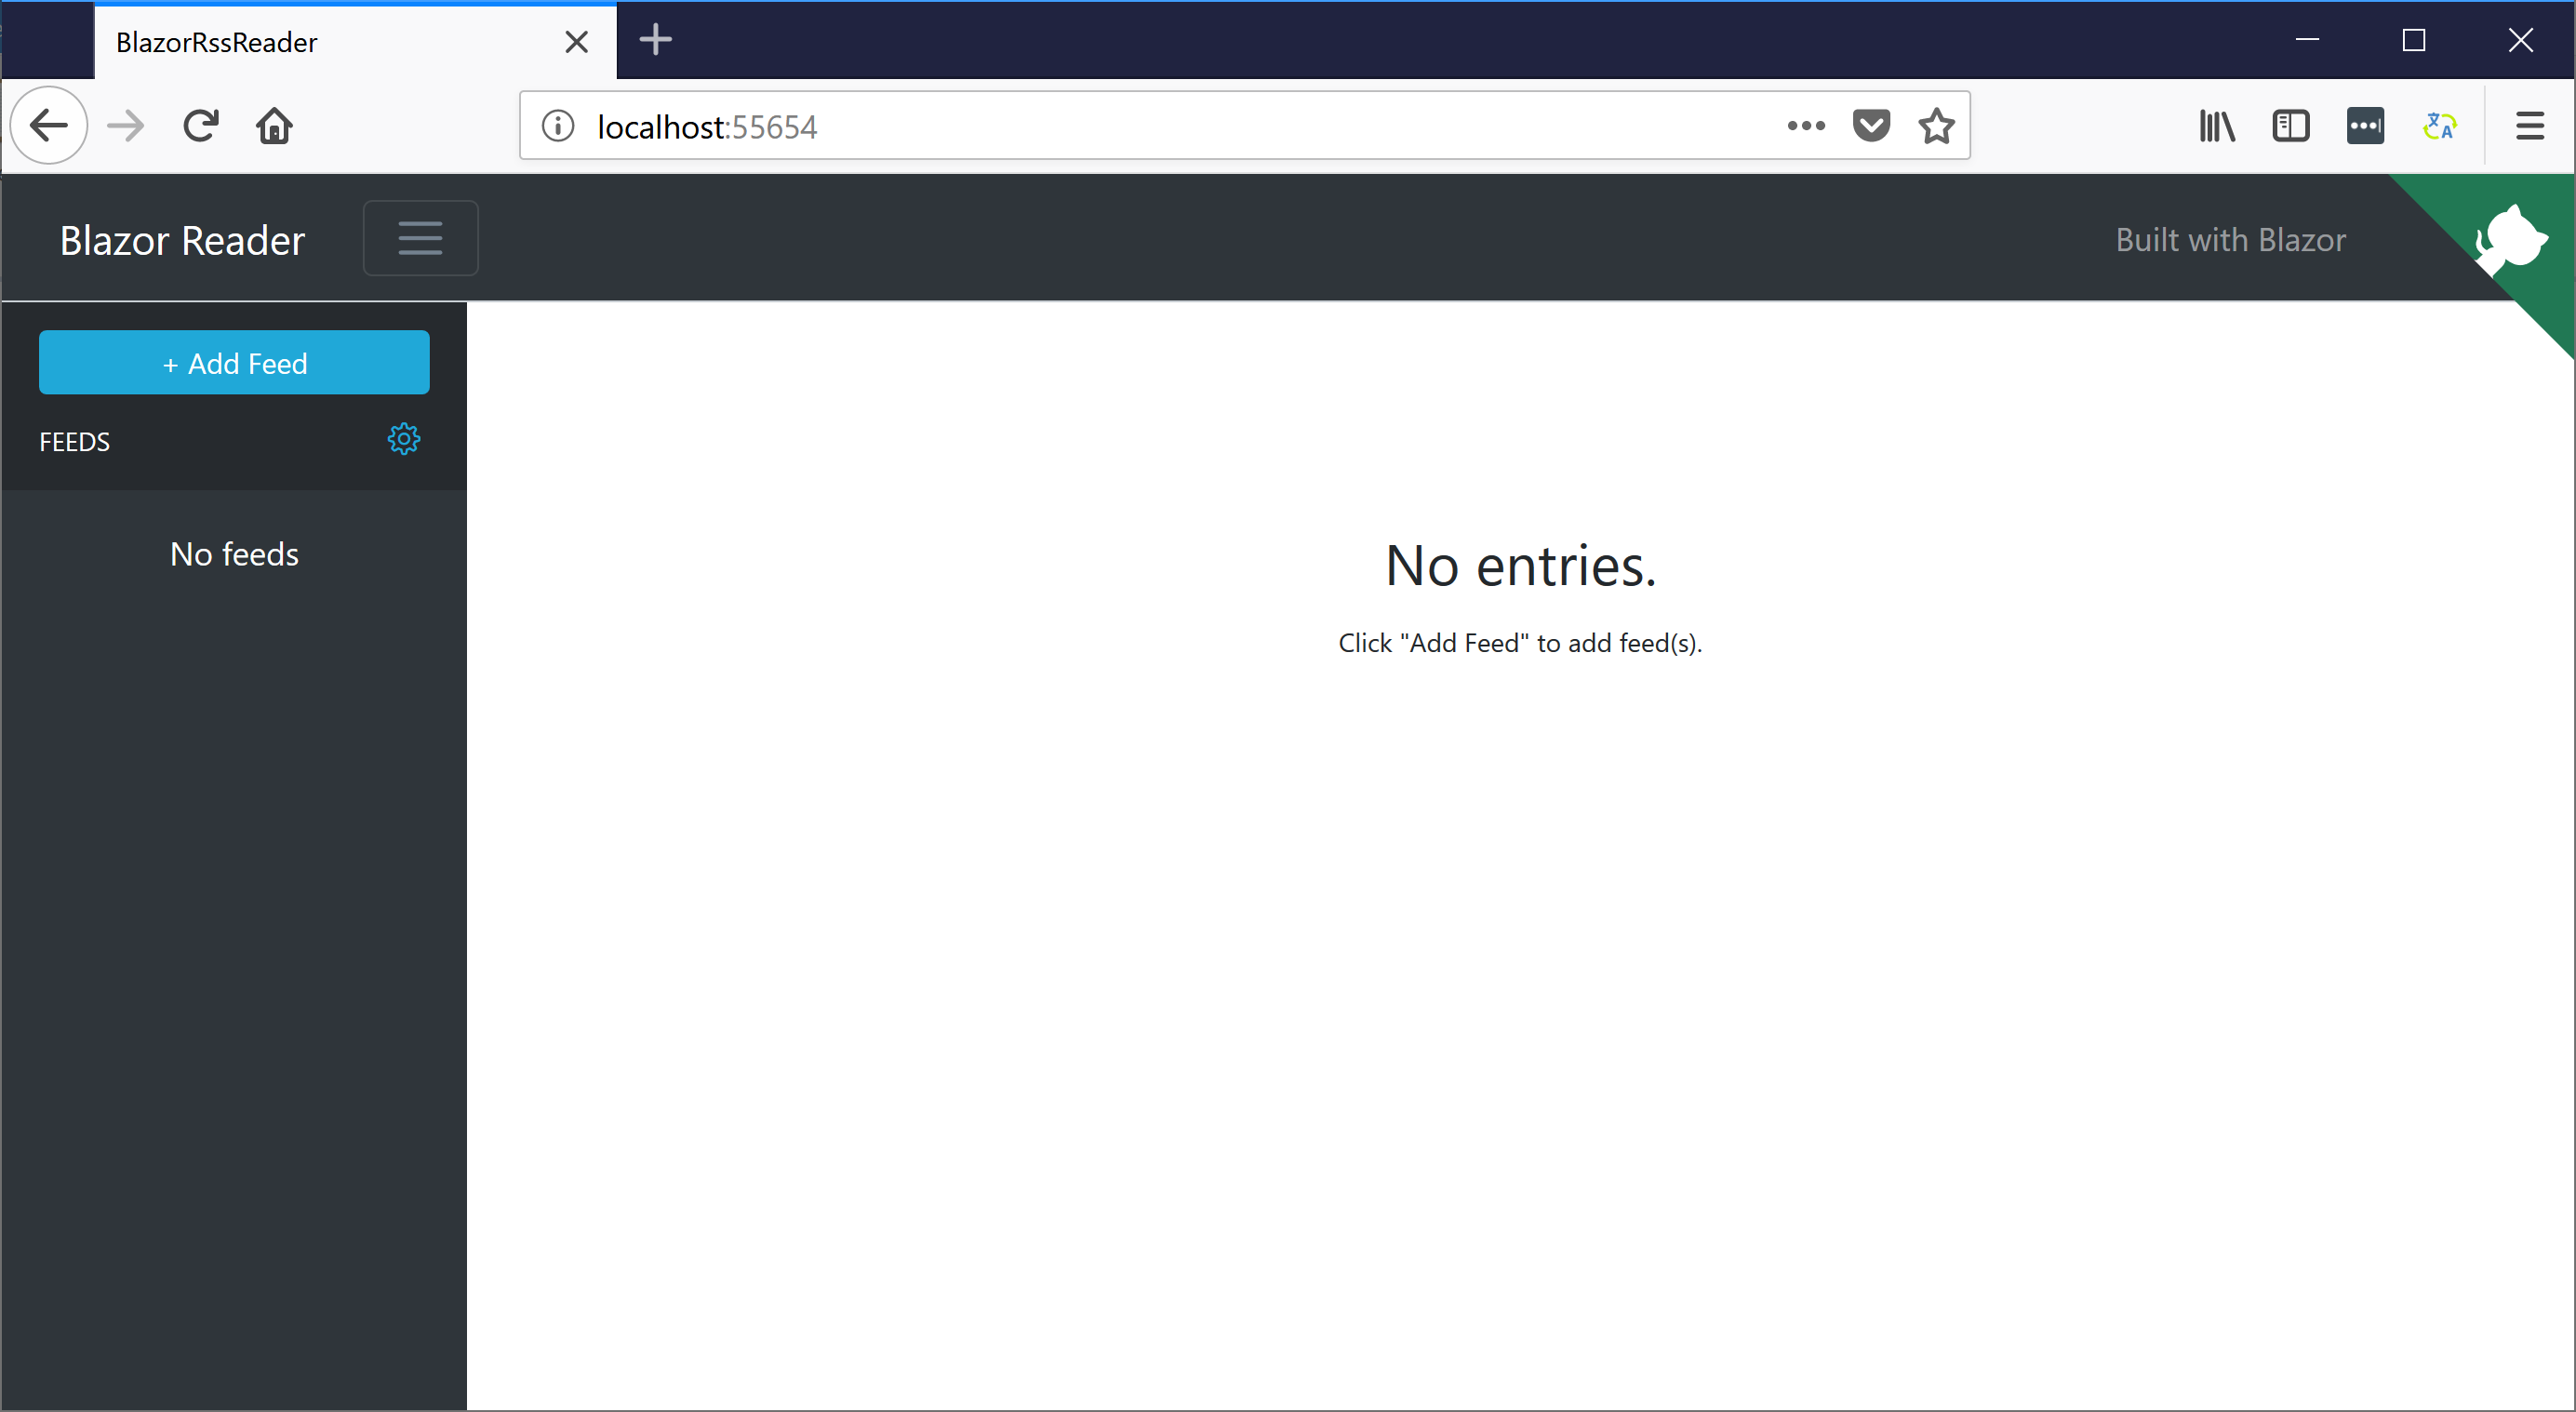 BlazorRssReader
localhost:55654
Blazor Reader
Built with Blazor
+ Add Feed
FEEDS
No feeds
No entries.
Click "Add Feed" to add feed(s).